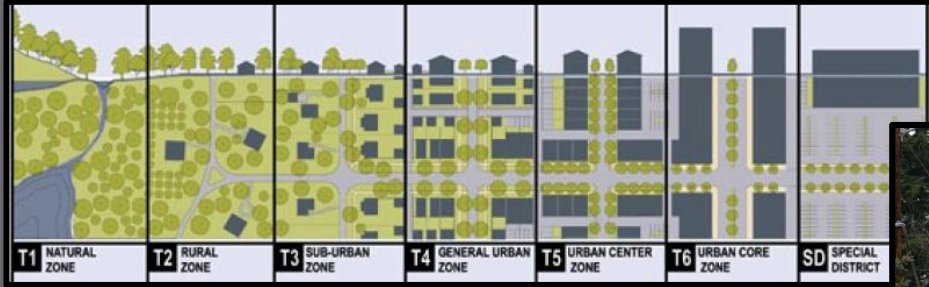 T1 NATURAL
ZONE
T2 RURAL
ZONE
T3 SUB-URBAN
ZONE
T4 GENERAL URBAN
ZONE
T5 URBAN CENTER
ZONE
T6 URBAN CORE
ZONE
SD SPECIAL
DISTRICT